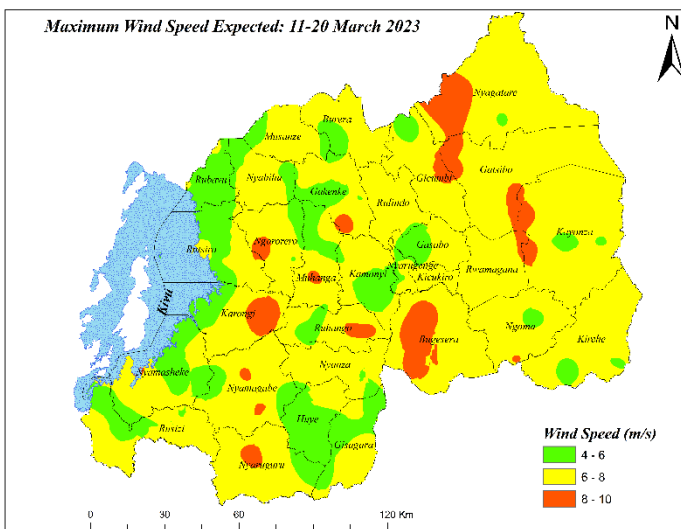 Maximum Wind Speed Expected: 11-20 March 2023
N
Nyagatare
Burera
Musanze
Gicumbi
Gatsibo
Rubavu
Nyabihu
Gakenke
Rulindo
Kayonza
Rutsiro
Ngororero
Gasabo
Nyarugenge
Rwamagana
Kicukiro
Muhanga
Kamonyi
Kivu
Karongi
Ruhango
Bugesera
Ngoma
Kirehe
Nyamasheke
Nyanza
Nyamagabe
Rusizi
Huye
Gisagara
Nyaruguru
Wind Speed (m/s)
4 - 6
6 - 8
8 - 10
0 30 60 90 120 Km